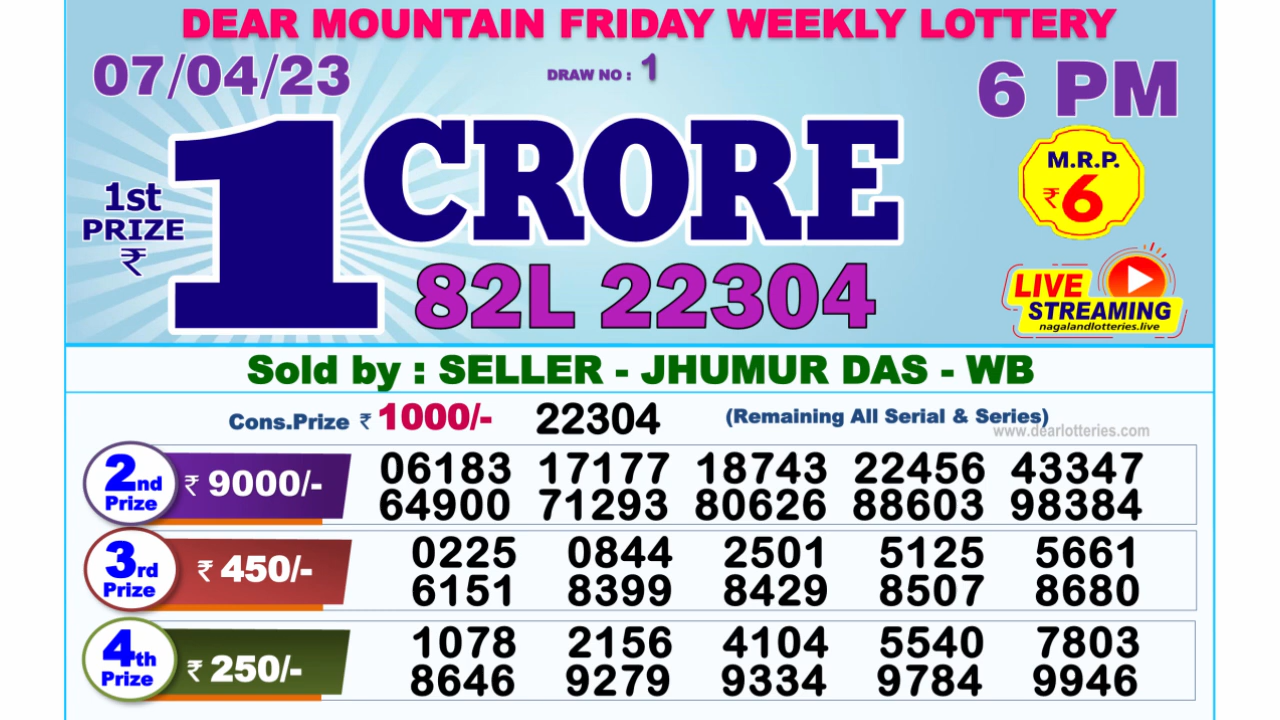 DEAR MOUNTAIN FRIDAY WEEKLY LOTTERY
07/04/23
DRAW NO : 1
6 PM
1st
PRIZE
₹
1 CRORE
82L 22304
M.R.P.
₹6
LIVE
STREAMING
nagalandlotteries.live
Sold by : SELLER - JHUMUR DAS - WB
Cons.Prize ₹ 1000/- 22304 (Remaining All Serial & Series)
www.dearlotteries.com
2nd Prize ₹ 9000/-
06183 17177 18743 22456 43347
64900 71293 80626 88603 98384
3rd Prize ₹ 450/-
0225 0844 2501 5125 5661
6151 8399 8429 8507 8680
4th Prize ₹ 250/-
1078 2156 4104 5540 7803
8646 9279 9334 9784 9946